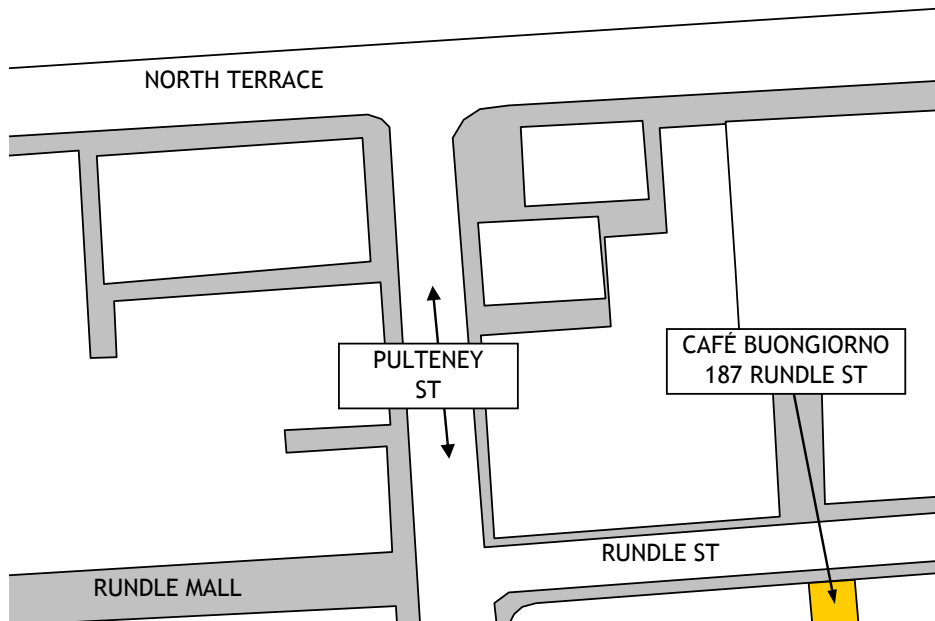 NORTH TERRACE
PULTENEY
ST
CAFÉ BUONGIORNO
187 RUNDLE ST
RUNDLE ST
RUNDLE MALL